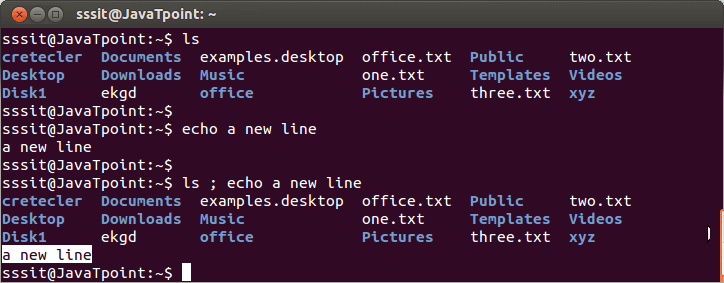 sssit@JavaTpoint: ~
sssit@JavaTpoint:~$ ls
cretecler Documents examples.desktop office.txt Public two.txt
Desktop Downloads Music one.txt Templates Videos
Disk1 ekgd office Pictures three.txt xyz
sssit@JavaTpoint:~$
sssit@JavaTpoint:~$ echo a new line
a new line
sssit@JavaTpoint:~$
sssit@JavaTpoint:~$ ls ; echo a new line
cretecler Documents examples.desktop office.txt Public two.txt
Desktop Downloads Music one.txt Templates Videos
Disk1 ekgd office Pictures three.txt xyz
a new line
sssit@JavaTpoint:~$